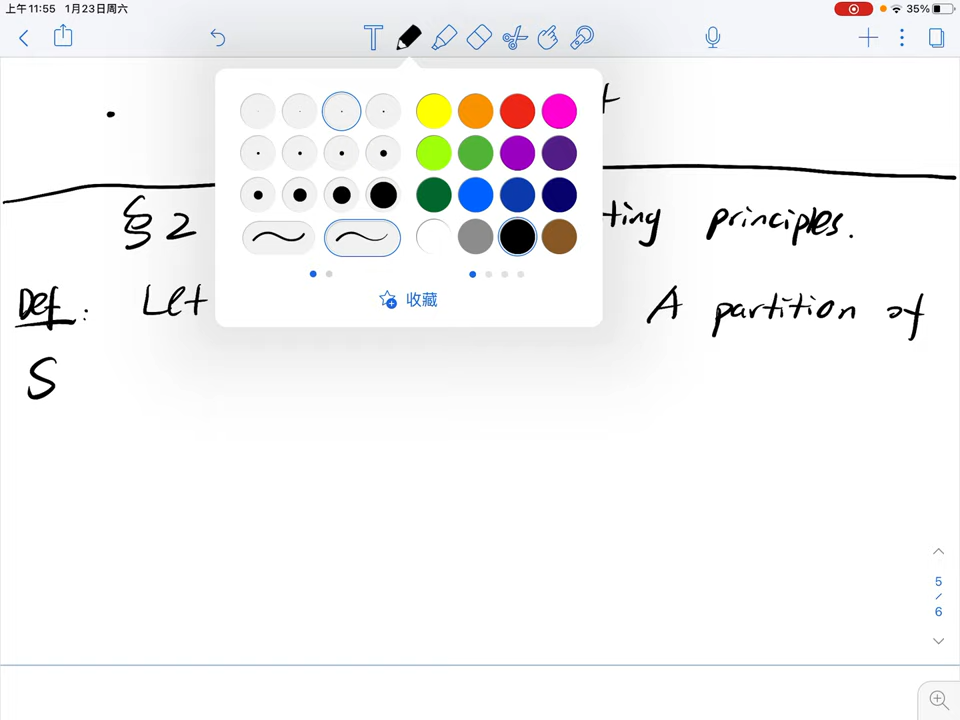 上午11:55 1月23日周六 35%
T
§2 ting principles.
收藏
Def: Let A partition of
S
5
/
6